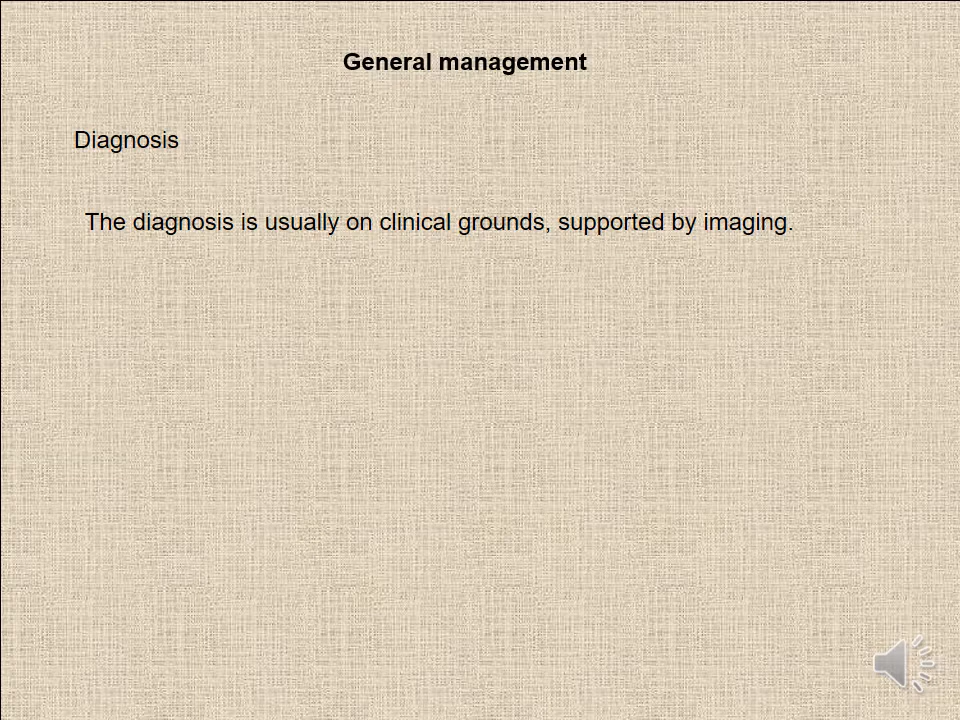 General management
Diagnosis
The diagnosis is usually on clinical grounds, supported by imaging.